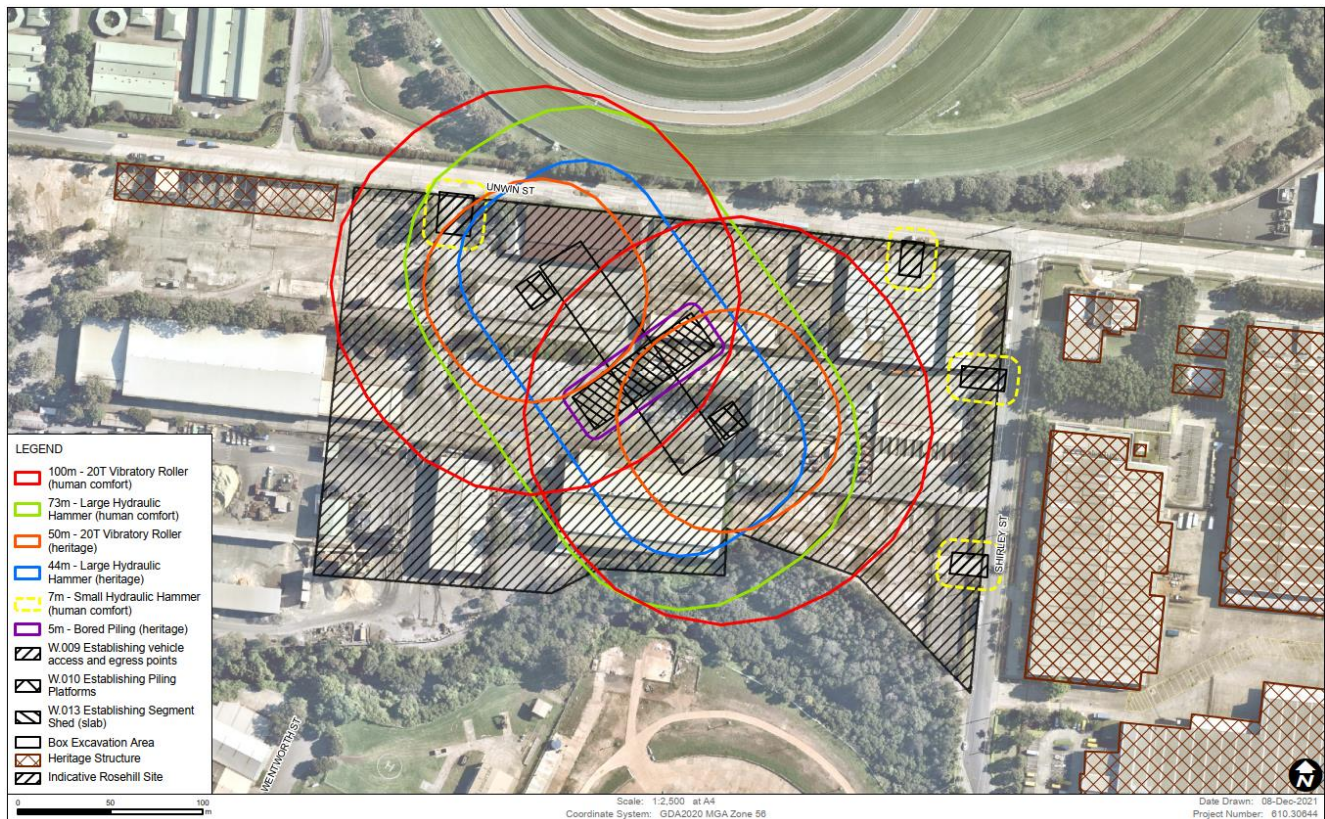 UNWIN ST
SHIRLEY ST
WENTWORTH ST
LEGEND
100m - 20T Vibratory Roller
(human comfort)
73m - Large Hydraulic
Hammer (human comfort)
50m - 20T Vibratory Roller
(heritage)
44m - Large Hydraulic
Hammer (heritage)
7m - Small Hydraulic Hammer
(human comfort)
5m - Bored Piling (heritage)
W.009 Establishing vehicle
access and egress points
W.010 Establishing Piling
Platforms
W.013 Establishing Segment
Shed (slab)
Box Excavation Area
Heritage Structure
Indicative Rosehill Site
N
0 50 100
m
Scale: 1:2,500 at A4
Coordinate System: GDA2020 MGA Zone 56
Date Drawn: 08-Dec-2021
Project Number: 610.30644